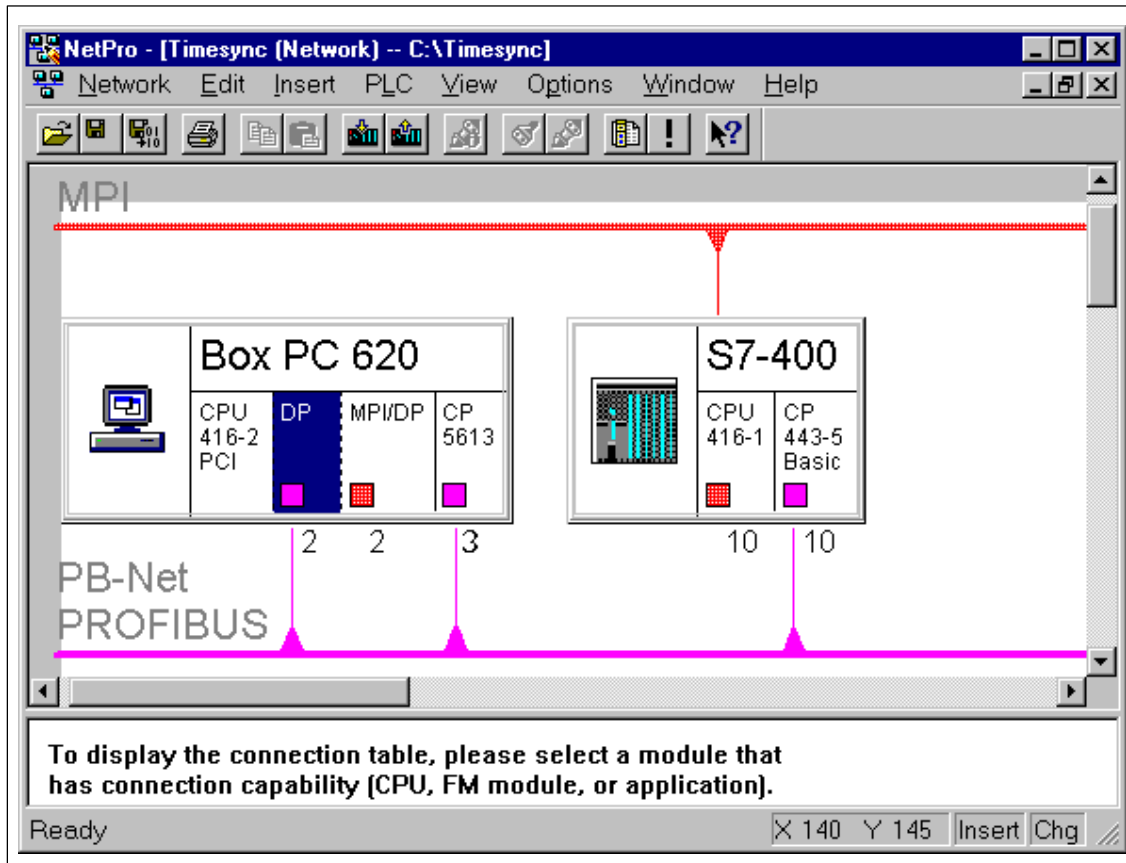 NetPro - [Timesync (Network) -- C:\Timesync]
Network Edit Insert PLC View Options Window Help
MPI
Box PC 620
CPU 416-2 PCI
DP
MPI/DP
CP 5613
2
2
3
S7-400
CPU 416-1
CP 443-5 Basic
10
10
PB-Net
PROFIBUS
To display the connection table, please select a module that
has connection capability (CPU, FM module, or application).
Ready
X 140 Y 145 Insert Chg